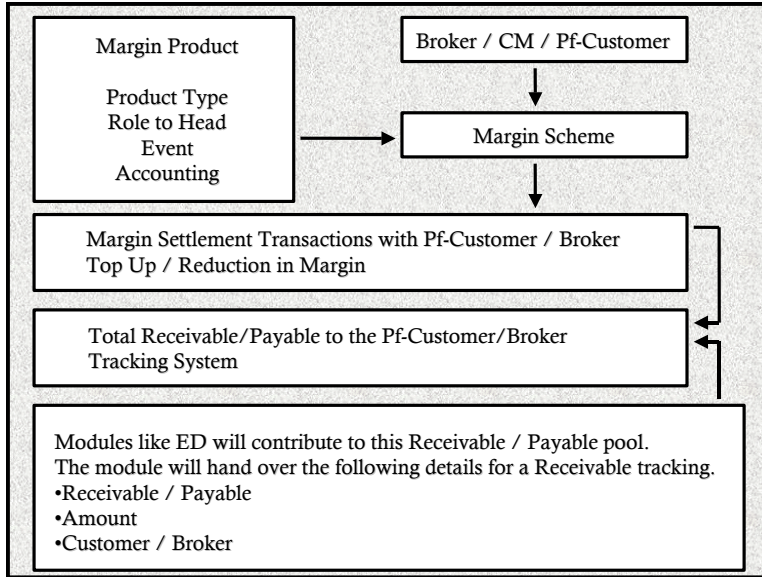 Margin Product
Product Type
Role to Head
Event
Accounting
Broker / CM / Pf-Customer
Margin Scheme
Margin Settlement Transactions with Pf-Customer / Broker
Top Up / Reduction in Margin
Total Receivable/Payable to the Pf-Customer/Broker
Tracking System
Modules like ED will contribute to this Receivable / Payable pool.
The module will hand over the following details for a Receivable tracking.
•Receivable / Payable
•Amount
•Customer / Broker